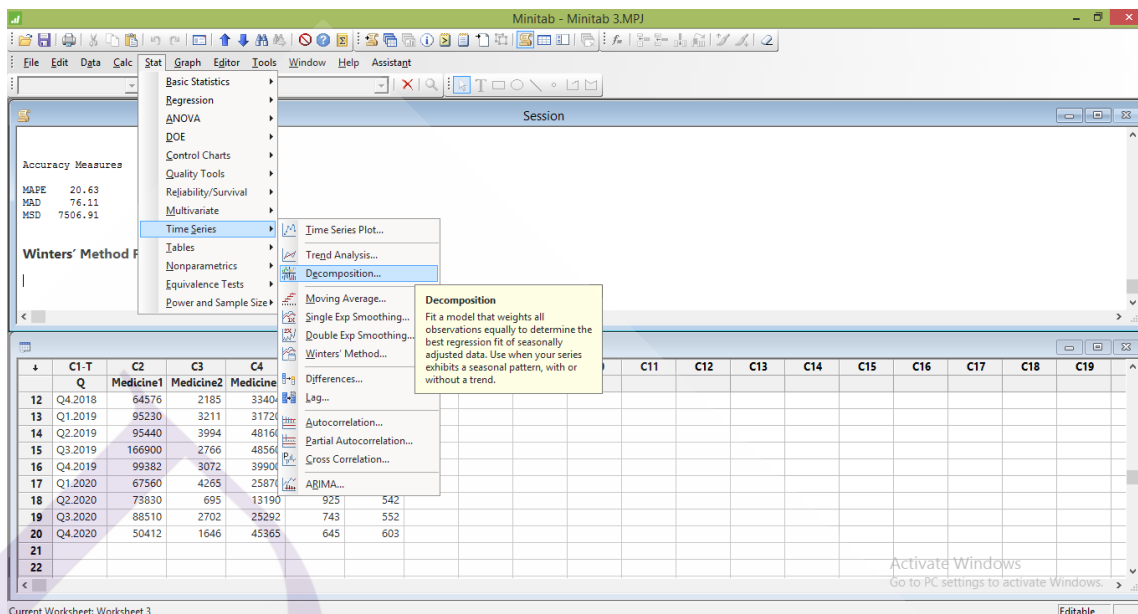 Minitab - Minitab 3.MPJ
File Edit Data Calc Stat Graph Editor Tools Window Help Assistant
Session
Accuracy Measures
MAPE 20.63
MAD 76.11
MSD 7506.91
Winters' Method
Basic Statistics
Regression
ANOVA
DOE
Control Charts
Quality Tools
Reliability/Survival
Multivariate
Time Series
Tables
Nonparametrics
Equivalence Tests
Power and Sample Size
Time Series Plot...
Trend Analysis...
Decomposition...
Moving Average...
Single Exp Smoothing...
Double Exp Smoothing...
Winters' Method...
Differences...
Lag...
Autocorrelation...
Partial Autocorrelation...
Cross Correlation...
ARIMA...
Decomposition
Fit a model that weights all
observations equally to determine the
best regression fit of seasonally
adjusted data. Use when your series
exhibits a seasonal pattern, with or
without a trend.
C1-T C2 C3 C4 C11 C12 C13 C14 C15 C16 C17 C18 C19
Q Medicine1 Medicine2 Medicine
12 Q4.2018 64576 2185 3340
13 Q1.2019 95230 3211 3172
14 Q2.2019 95440 3994 4816
15 Q3.2019 166900 2766 4856
16 Q4.2019 99382 3072 3990
17 Q1.2020 67560 4265 2587
18 Q2.2020 73830 695 13190 925 542
19 Q3.2020 88510 2702 25292 743 552
20 Q4.2020 50412 1646 45365 645 603
21
22
Activate Windows
Go to PC settings to activate Windows.
Current Worksheet: Worksheet 3
Editable